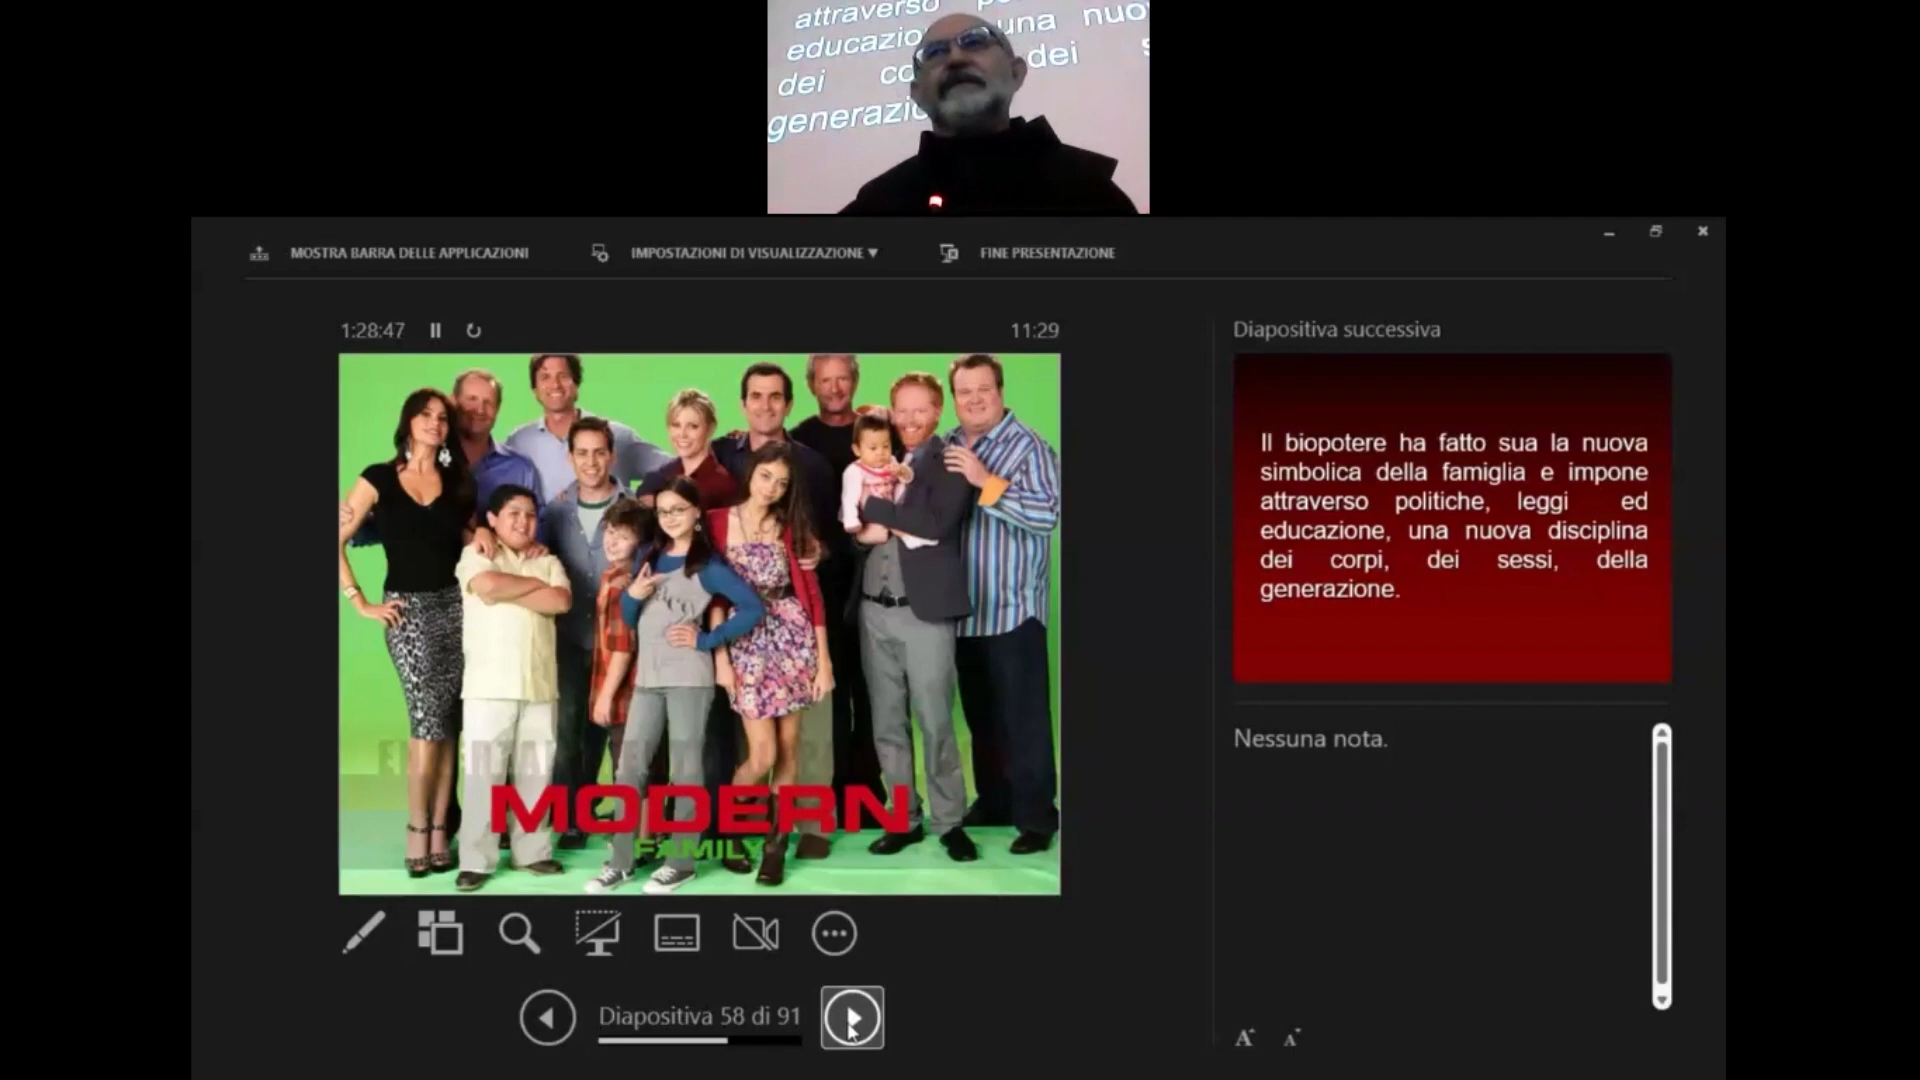 attraverso
educazio una nuo
dei co dei s
generazio
MOSTRA BARRA DELLE APPLICAZIONI
IMPOSTAZIONI DI VISUALIZZAZIONE
FINE PRESENTAZIONE
1:28:47
11:29
MODERN
FAMILY
Diapositiva successiva
Il biopotere ha fatto sua la nuova
simbolica della famiglia e impone
attraverso politiche, leggi ed
educazione, una nuova disciplina
dei corpi, dei sessi, della
generazione.
Nessuna nota.
Diapositiva 58 di 91
A A